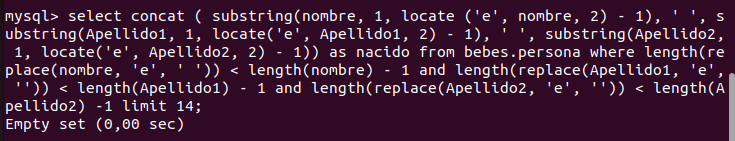 mysql> select concat ( substring(nombre, 1, locate ('e', nombre, 2) - 1), ' ', s
ubstring(Apellido1, 1, locate('e', Apellido1, 2) - 1), ' ', substring(Apellido2,
 1, locate('e', Apellido2, 2) - 1)) as nacido from bebes.persona where length(re
place(nombre, 'e', ' ')) < length(nombre) - 1 and length(replace(Apellido1, 'e',
 '')) < length(Apellido1) - 1 and length(replace(Apellido2, 'e', '')) < length(A
pellido2) -1 limit 14;
Empty set (0,00 sec)